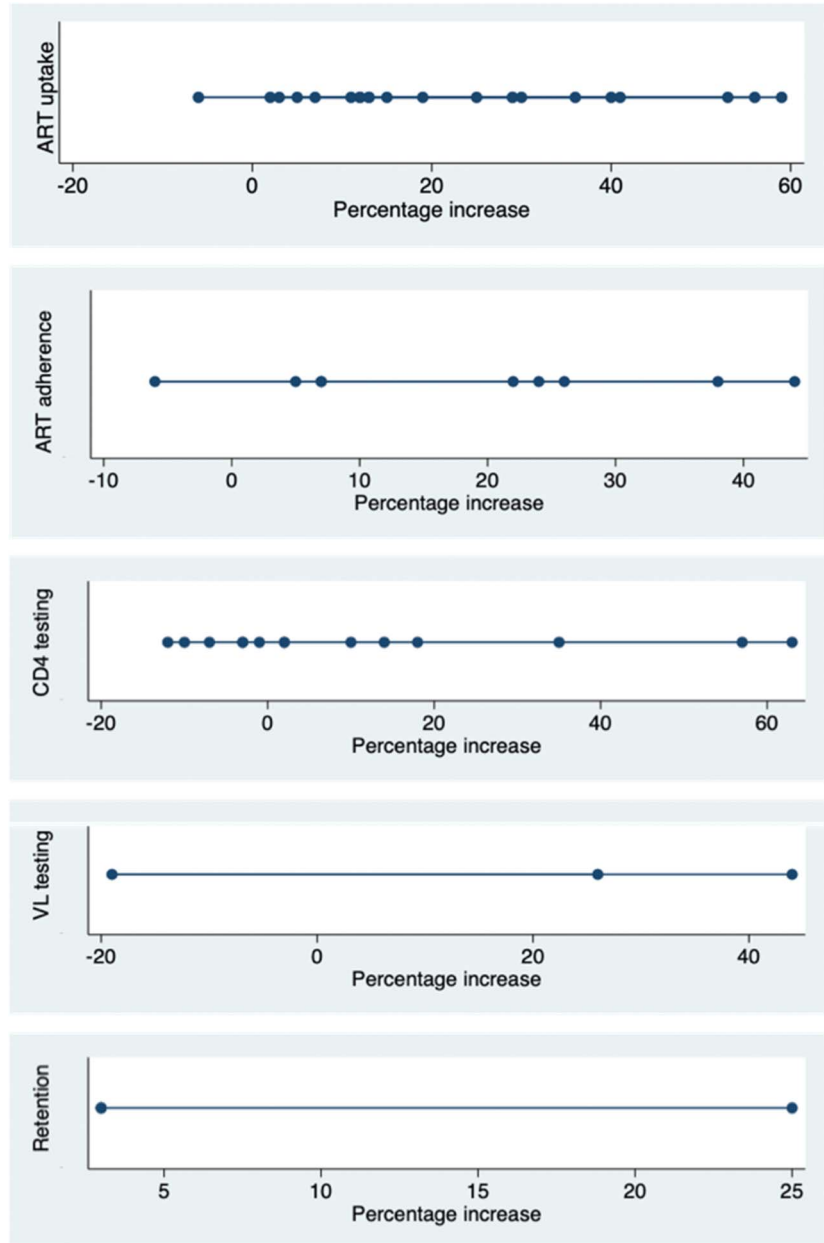 ART uptake
-20 0 20 40 60
Percentage increase
ART adherence
-10 0 10 20 30 40
Percentage increase
CD4 testing
-20 0 20 40 60
Percentage increase
VL testing
-20 0 20 40
Percentage increase
Retention
5 10 15 20 25
Percentage increase